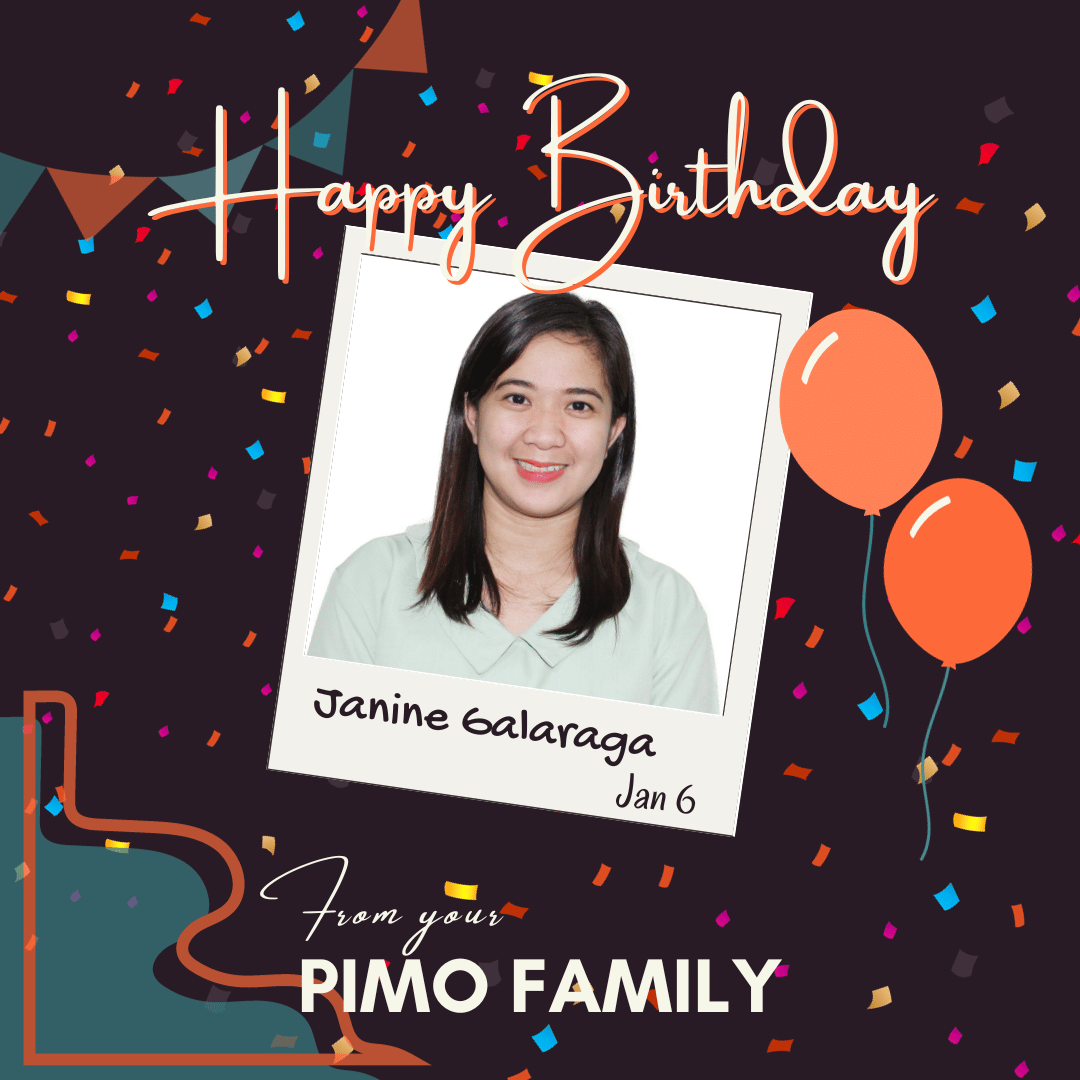 Happy Birthday
Janine Galaraga
Jan 6
From your
PIMO FAMILY